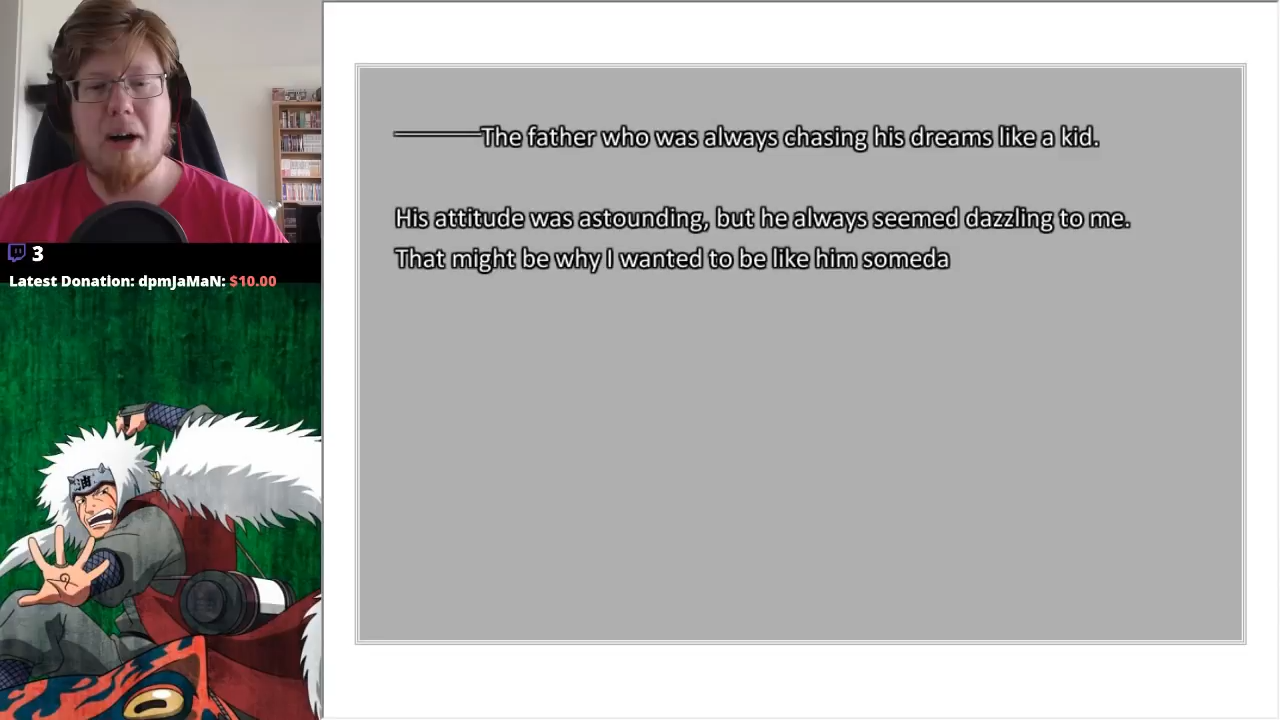 ———The father who was always chasing his dreams like a kid.
His attitude was astounding, but he always seemed dazzling to me.
That might be why I wanted to be like him someda
3
Latest Donation: dpmJaMaN: $10.00
油